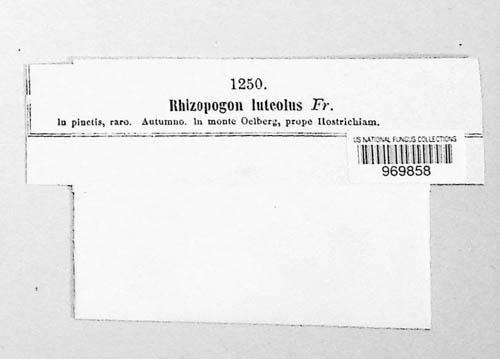 1250.
Rhizopogon luteolus Fr.
In pinetis, raro. Autumno. In monte Oelberg, prope Hostrichiam.
US NATIONAL FUNGUS COLLECTIONS
969858